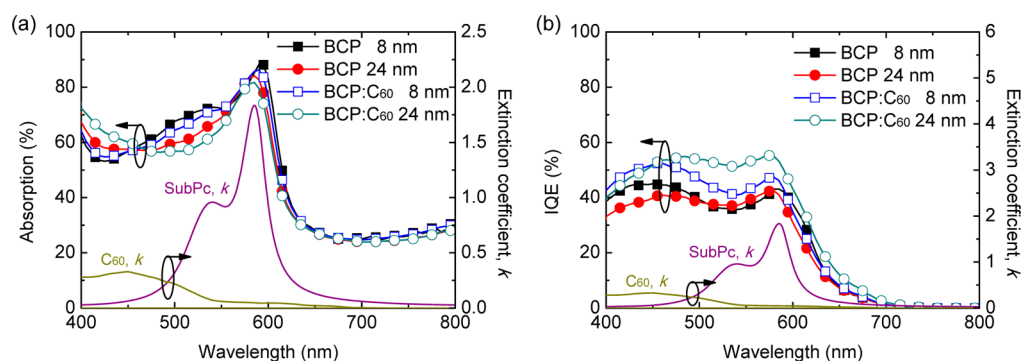 (a)
100
80
60
40
20
0
Absorption (%)
2.5
2.0
1.5
1.0
0.5
0.0
Extinction coefficient, k
BCP 8 nm
BCP 24 nm
BCP:C₆₀ 8 nm
BCP:C₆₀ 24 nm
SubPc, k
C₆₀, k
400 500 600 700 800
Wavelength (nm)
(b)
100
80
60
40
20
0
IQE (%)
6
5
4
3
2
1
0
Extinction coefficient, k
BCP 8 nm
BCP 24 nm
BCP:C₆₀ 8 nm
BCP:C₆₀ 24 nm
SubPc, k
C₆₀, k
400 500 600 700 800
Wavelength (nm)